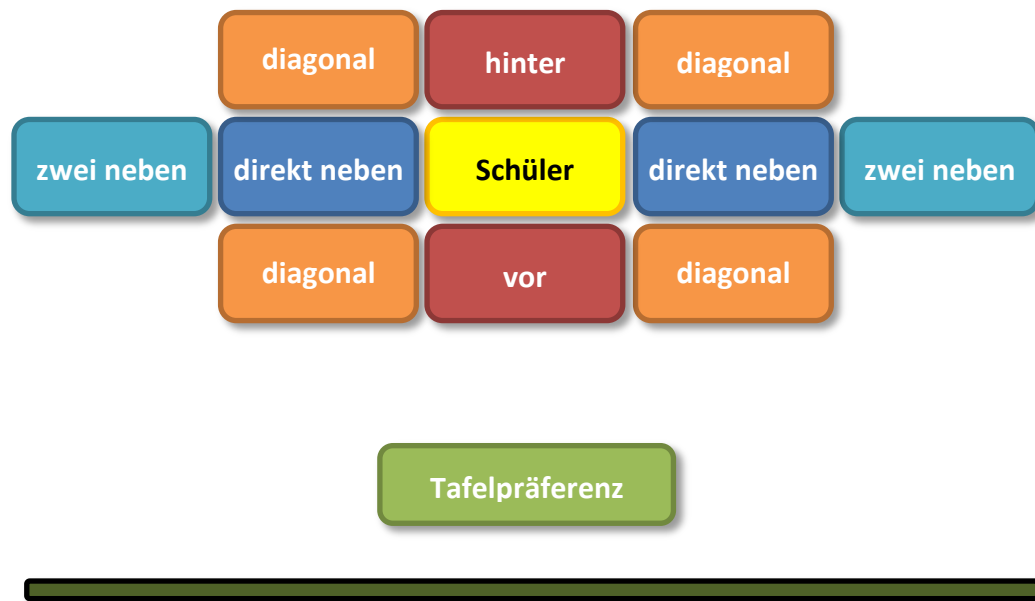 diagonal hinter diagonal
zwei neben direkt neben Schüler direkt neben zwei neben
diagonal vor diagonal
Tafelpräferenz